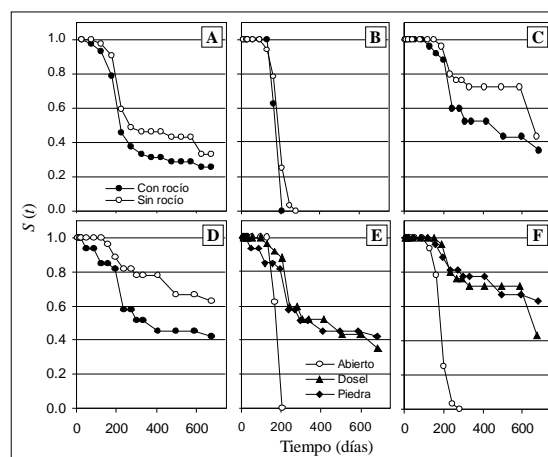 A
B
C
1.0
0.8
0.6
0.4
0.2
0.0
Con rocío
Sin rocío
S (t)
D
E
F
1.0
0.8
0.6
0.4
0.2
0.0
Abierto
Dosel
Piedra
0 200 400 600
0 200 400 600
0 200 400 600
Tiempo (días)